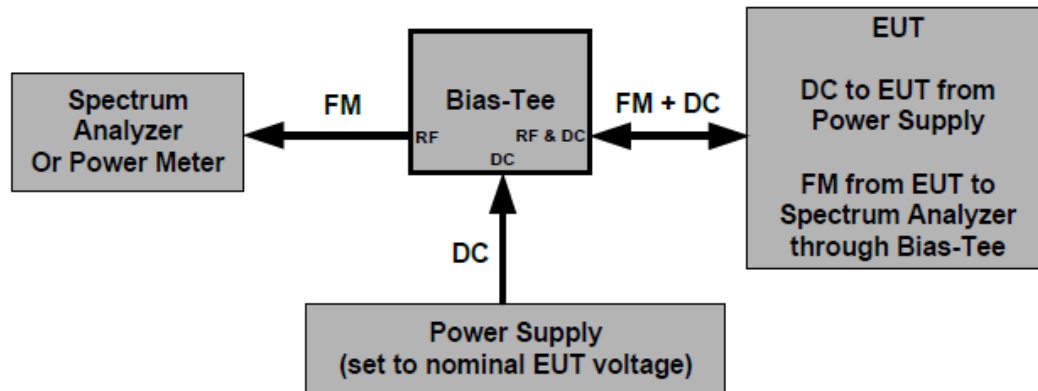 Spectrum
Analyzer
Or Power Meter
FM
Bias-Tee
RF
RF & DC
DC
FM + DC
EUT
DC to EUT from
Power Supply
FM from EUT to
Spectrum Analyzer
through Bias-Tee
DC
Power Supply
(set to nominal EUT voltage)